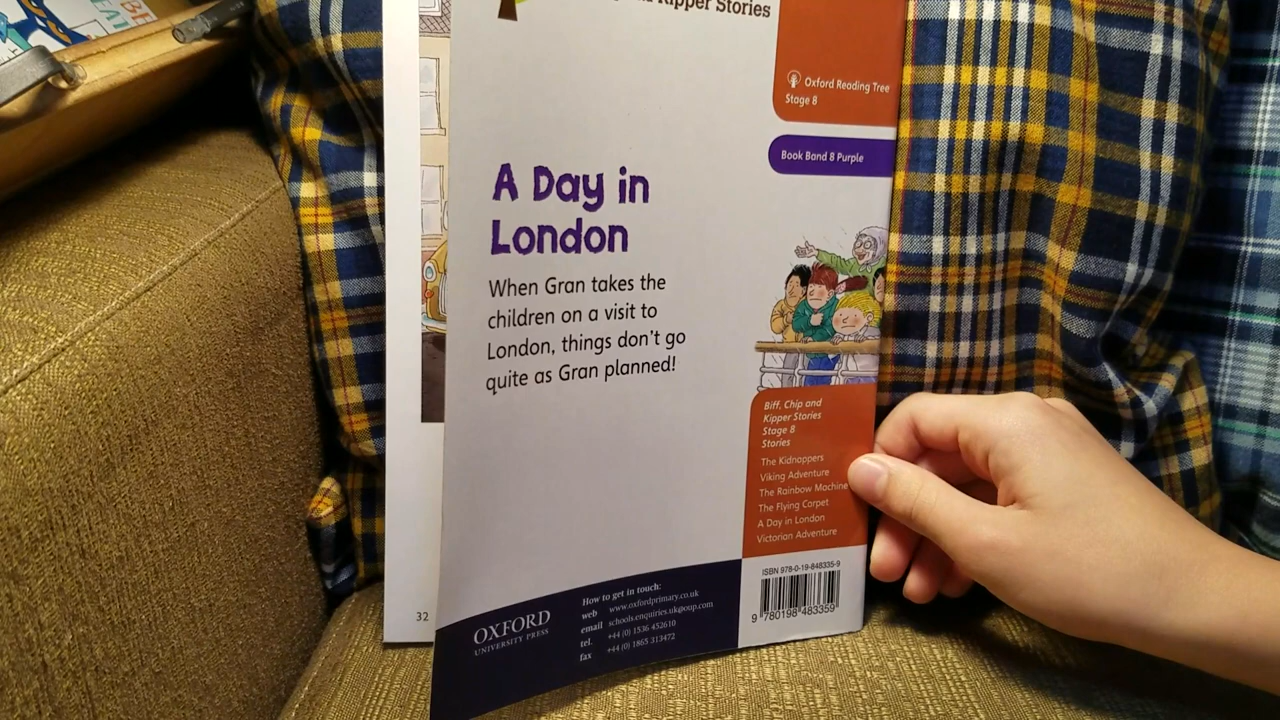 Kipper Stories
Oxford Reading Tree
Stage 8
Book Band 8 Purple
A Day in
London
When Gran takes the
children on a visit to
London, things don't go
quite as Gran planned!
Biff, Chip and
Kipper Stories
Stage 8
Stories
The Kidnappers
Viking Adventure
The Rainbow Machine
The Flying Carpet
A Day in London
Victorian Adventure
ISBN 978-0-19-848335-9
9 780198 483359
How to get in touch:
web www.oxfordprimary.co.uk
email schools.enquiries.uk@oup.com
tel. +44 (0) 1536 452610
fax +44 (0) 1865 313472
OXFORD
UNIVERSITY PRESS
32